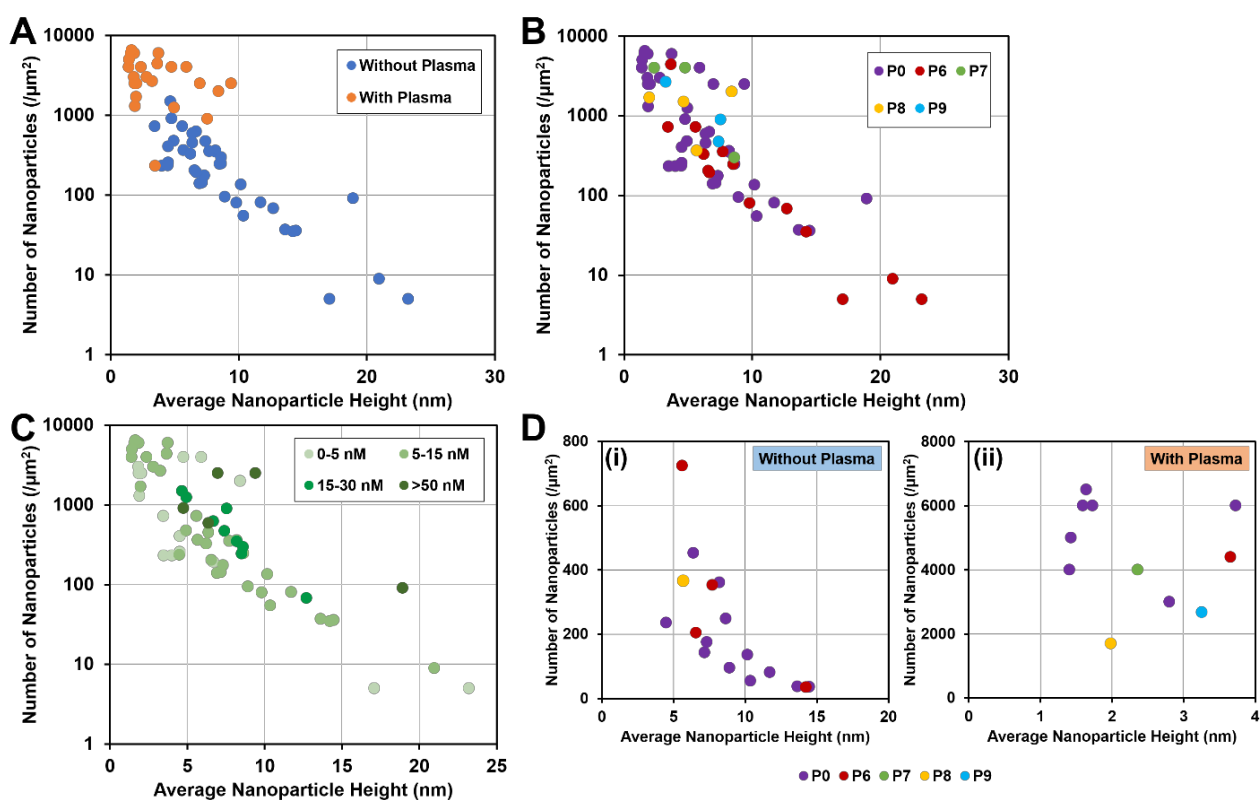 A
10000
1000
100
10
1
0
10
20
30
Number of Nanoparticles (/μm²)
Average Nanoparticle Height (nm)
Without Plasma
With Plasma
B
10000
1000
100
10
1
0
10
20
30
Number of Nanoparticles (/μm²)
Average Nanoparticle Height (nm)
P0 P6 P7
P8 P9
C
10000
1000
100
10
1
0
5
10
15
20
25
Number of Nanoparticles (/μm²)
Average Nanoparticle Height (nm)
0-5 nM 5-15 nM
15-30 nM >50 nM
D
(i)
Without Plasma
800
600
400
200
0
0
5
10
15
20
Number of Nanoparticles (/μm²)
Average Nanoparticle Height (nm)
(ii)
With Plasma
8000
6000
4000
2000
0
0
1
2
3
4
Number of Nanoparticles (/μm²)
Average Nanoparticle Height (nm)
P0 P6 P7 P8 P9